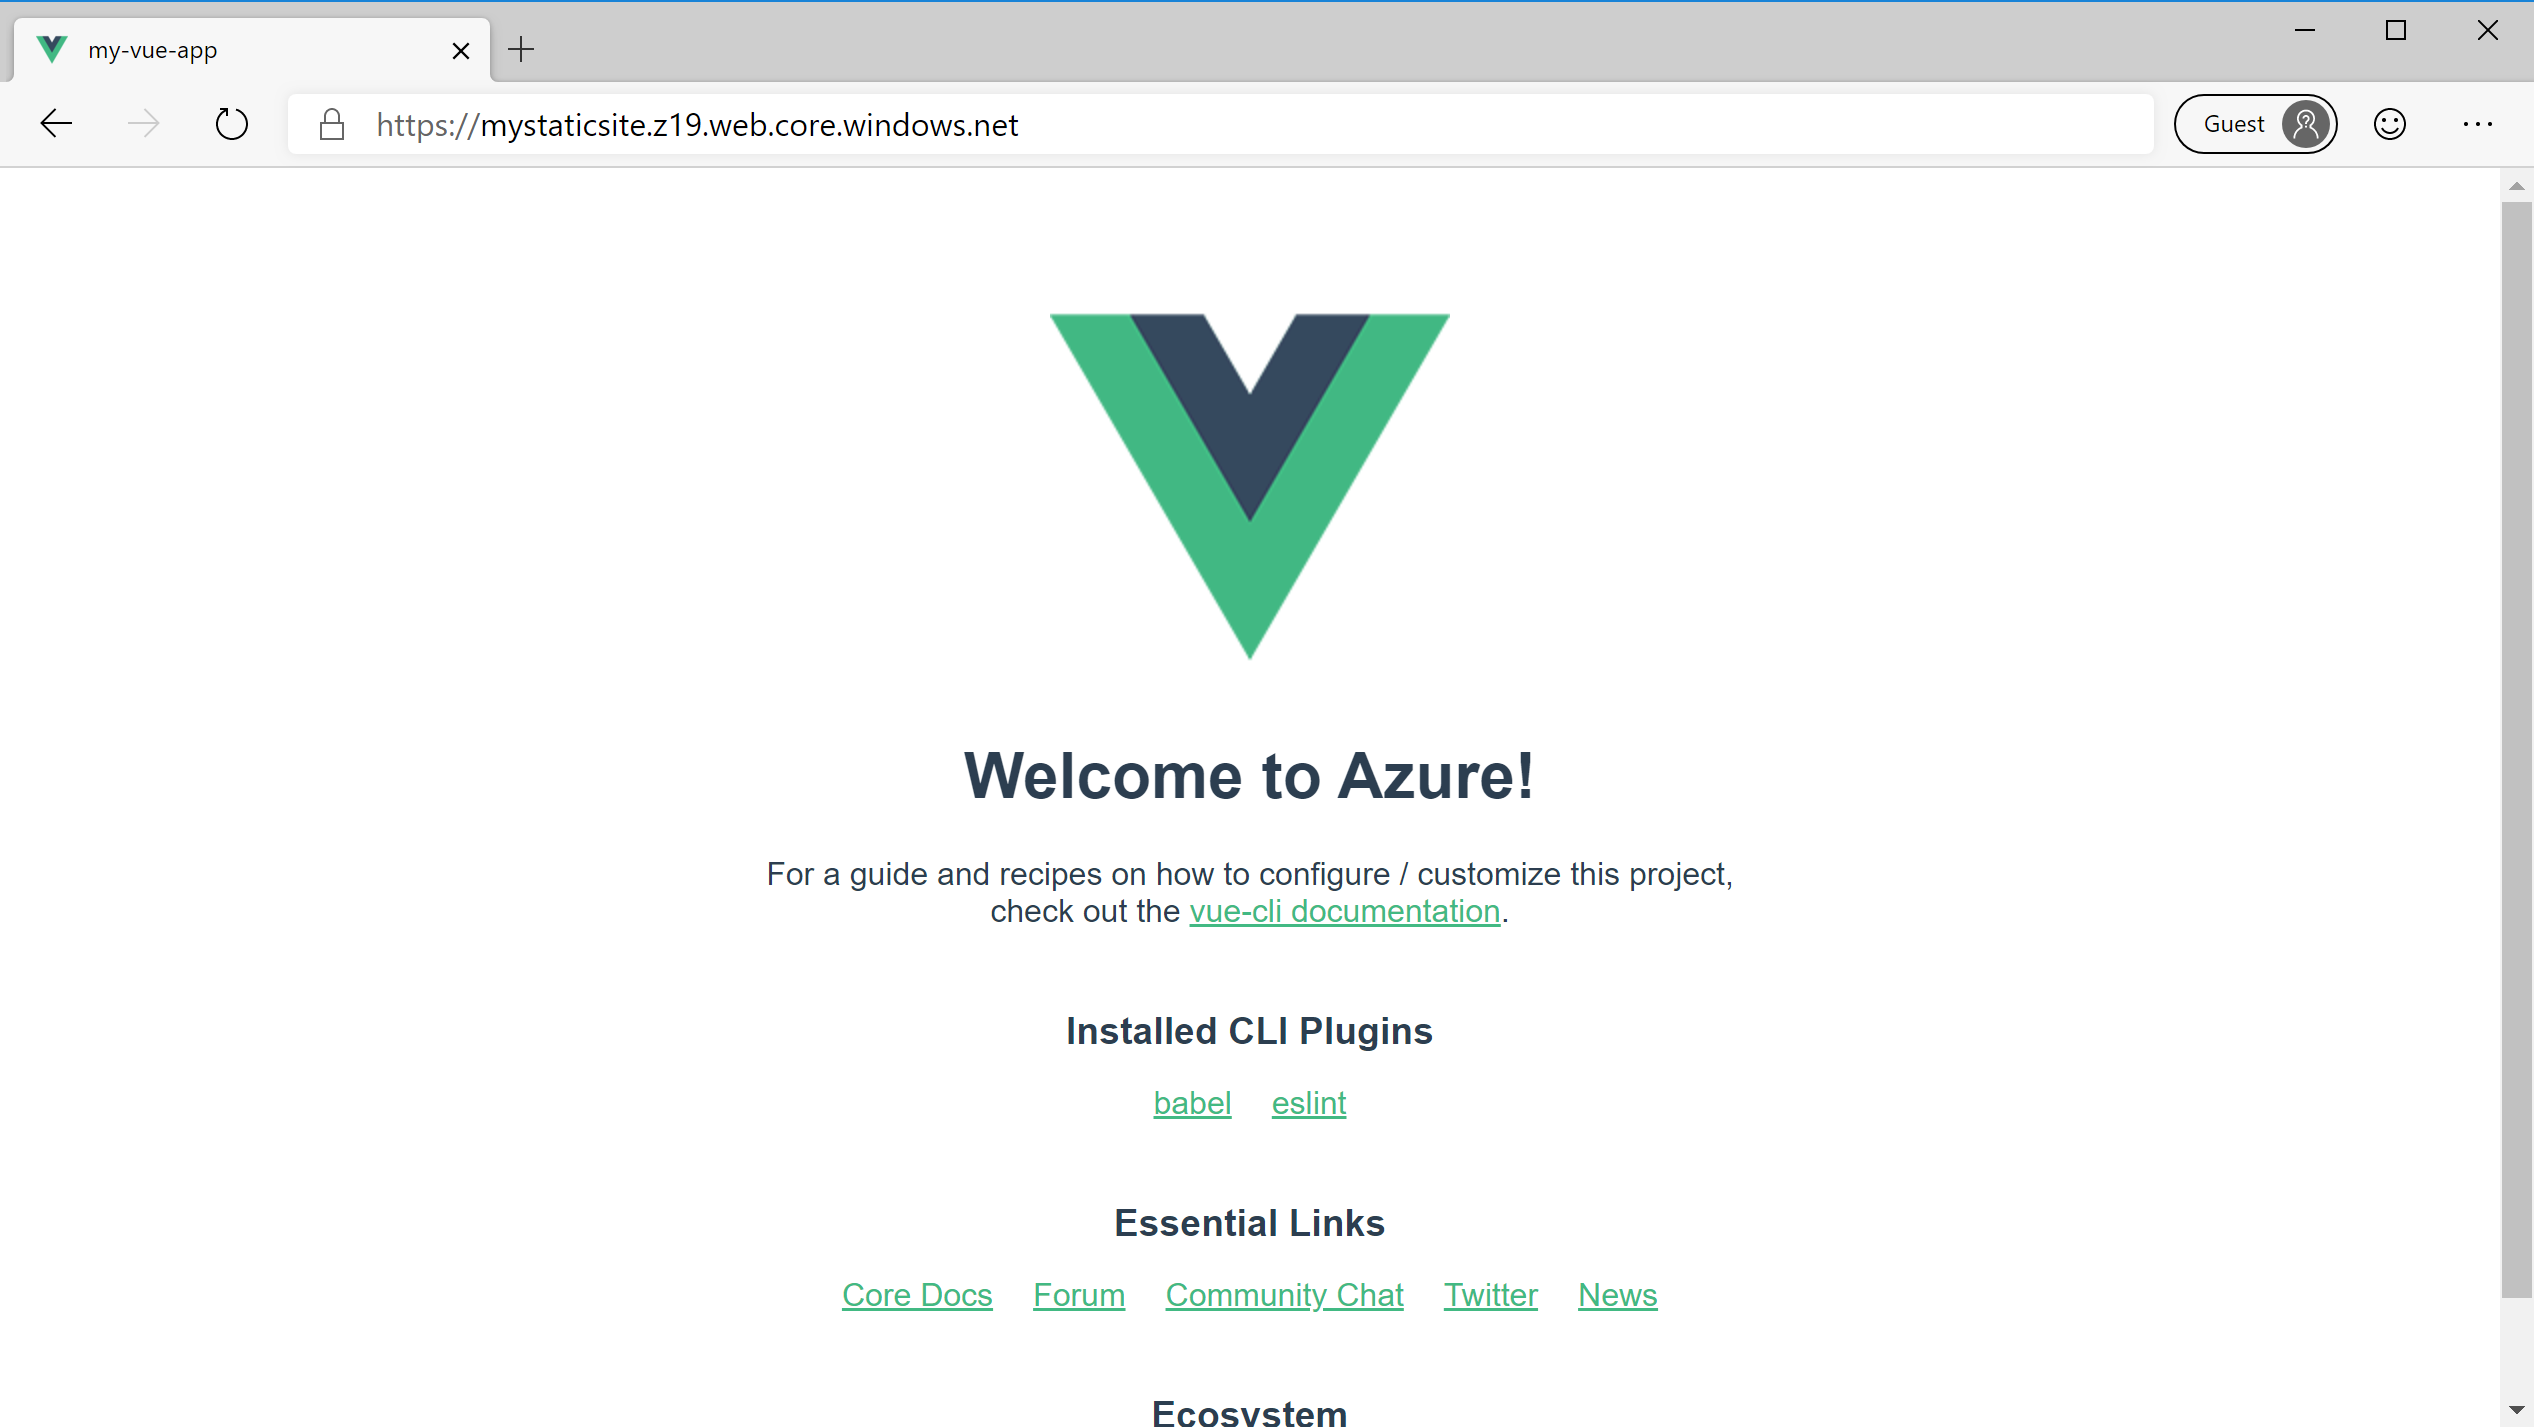 my-vue-app
https://mystaticsite.z19.web.core.windows.net
Guest
Welcome to Azure!
For a guide and recipes on how to configure / customize this project,
check out the vue-cli documentation.
Installed CLI Plugins
babel eslint
Essential Links
Core Docs Forum Community Chat Twitter News
Ecosystem